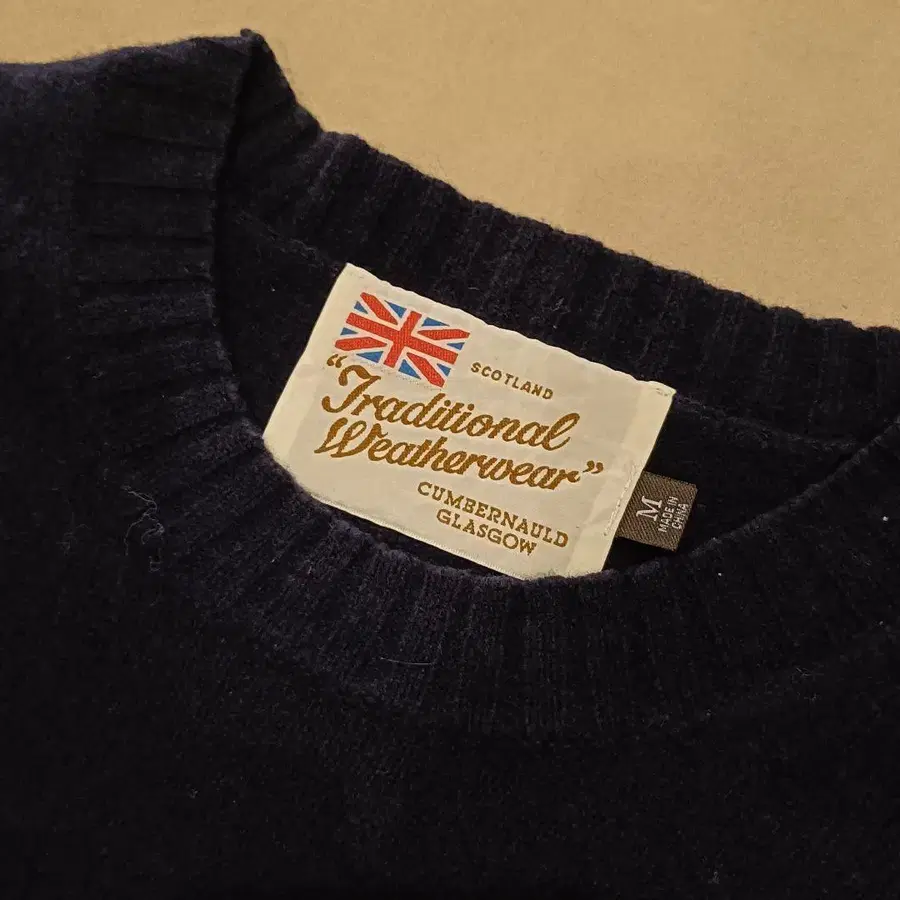 SCOTLAND
"Traditional
Weatherwear"
CUMBERNAULD
GLASGOW
M
MADE IN
CHINA